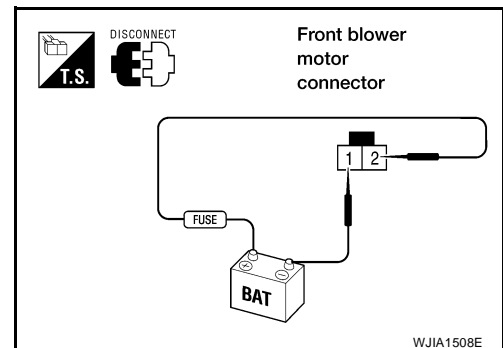 T.S.
DISCONNECT
Front blower
motor
connector
1 2
FUSE
+ −
BAT
WJIA1508E